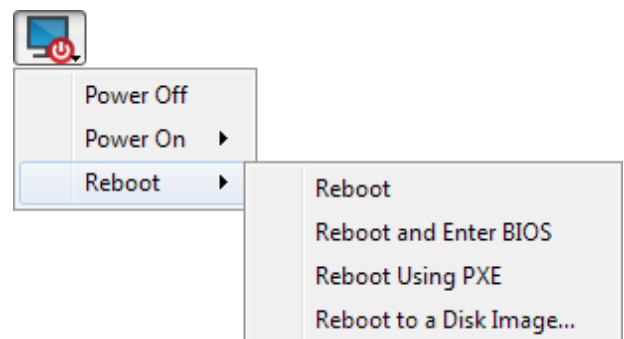 Power Off
Power On
Reboot
Reboot
Reboot and Enter BIOS
Reboot Using PXE
Reboot to a Disk Image...